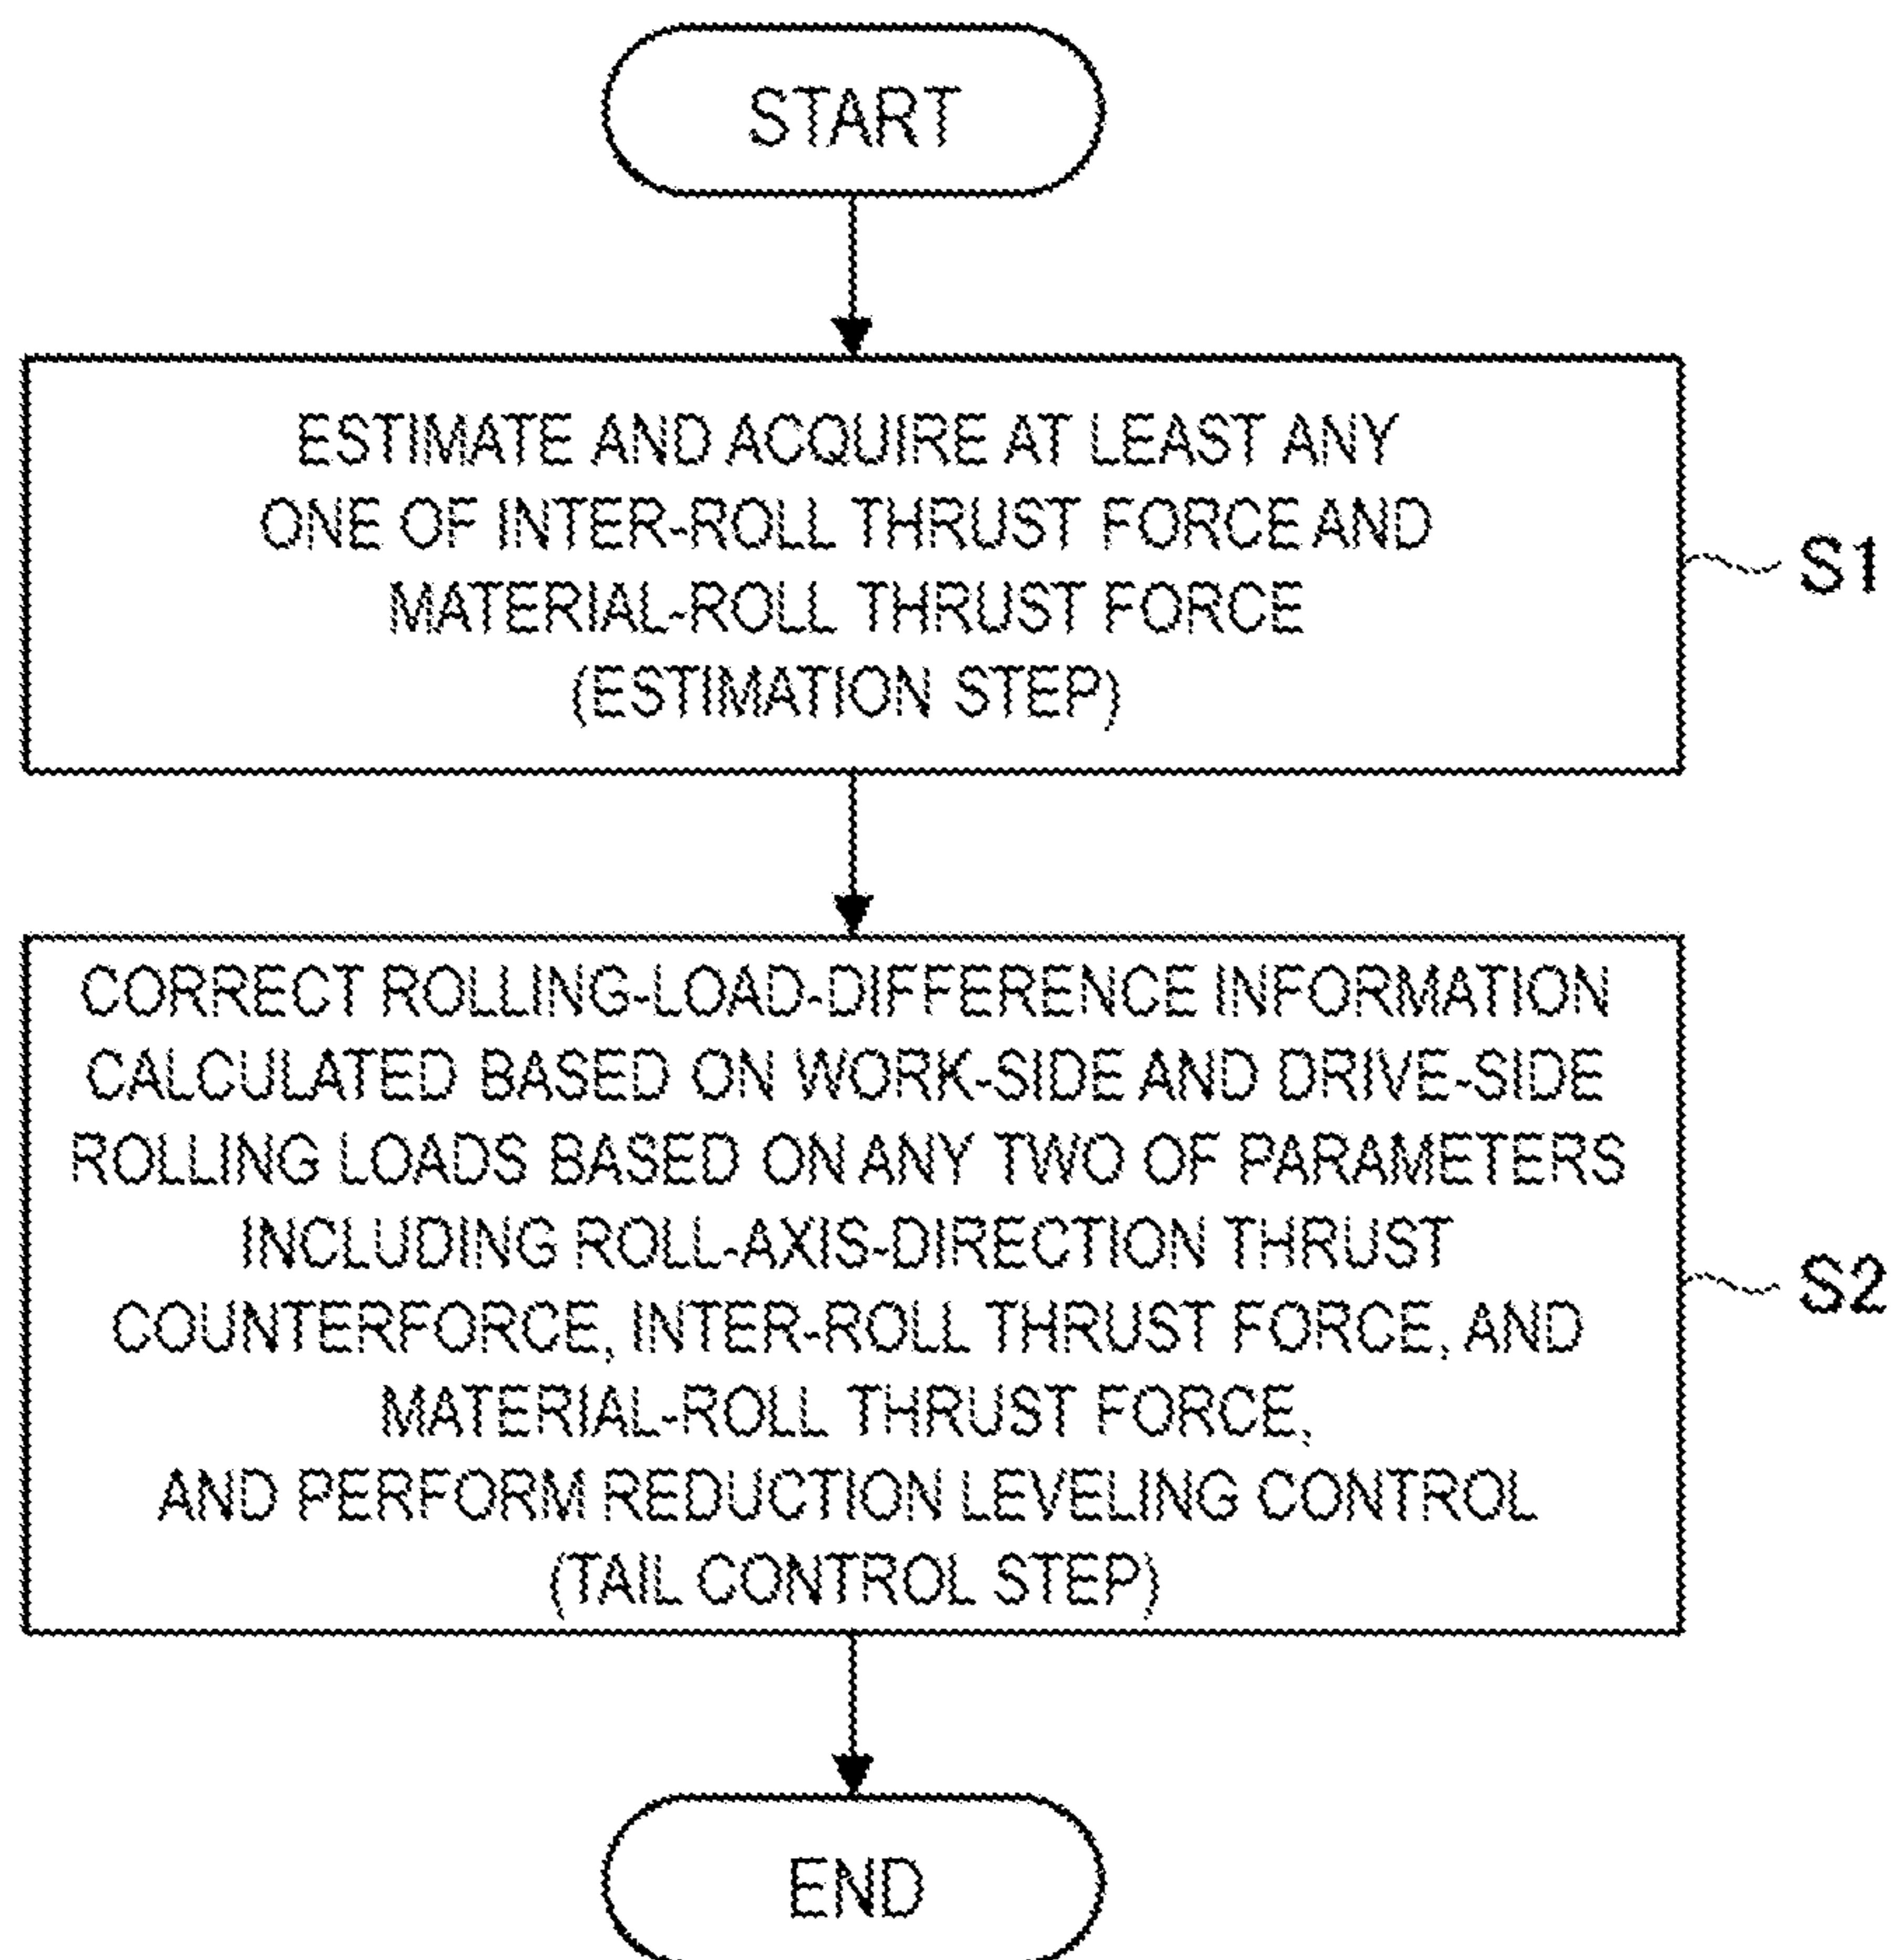 START
ESTIMATE AND ACQUIRE AT LEAST ANY
ONE OF INTER-ROLL THRUST FORCE AND
MATERIAL-ROLL THRUST FORCE
(ESTIMATION STEP)
S1
CORRECT ROLLING-LOAD-DIFFERENCE INFORMATION
CALCULATED BASED ON WORK-SIDE AND DRIVE-SIDE
ROLLING LOADS BASED ON ANY TWO OF PARAMETERS
INCLUDING ROLL-AXIS-DIRECTION THRUST
COUNTERFORCE, INTER-ROLL THRUST FORCE, AND
MATERIAL-ROLL THRUST FORCE,
AND PERFORM REDUCTION LEVELING CONTROL
(TAIL CONTROL STEP)
S2
END